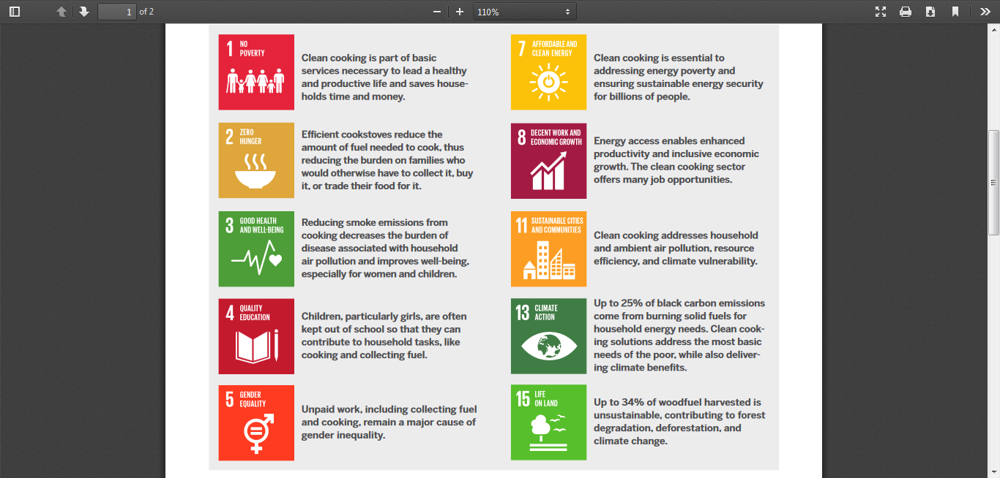 1 of 2
110%
1 NO
POVERTY
Clean cooking is part of basic
services necessary to lead a healthy
and productive life and saves house-
holds time and money.
2 ZERO
HUNGER
Efficient cookstoves reduce the
amount of fuel needed to cook, thus
reducing the burden on families who
would otherwise have to collect it, buy
it, or trade their food for it.
3 GOOD HEALTH
AND WELL-BEING
Reducing smoke emissions from
cooking decreases the burden of
disease associated with household
air pollution and improves well-being,
especially for women and children.
4 QUALITY
EDUCATION
Children, particularly girls, are often
kept out of school so that they can
contribute to household tasks, like
cooking and collecting fuel.
5 GENDER
EQUALITY
Unpaid work, including collecting fuel
and cooking, remain a major cause of
gender inequality.
7 AFFORDABLE AND
CLEAN ENERGY
Clean cooking is essential to
addressing energy poverty and
ensuring sustainable energy security
for billions of people.
8 DECENT WORK AND
ECONOMIC GROWTH
Energy access enables enhanced
productivity and inclusive economic
growth. The clean cooking sector
offers many job opportunities.
11 SUSTAINABLE CITIES
AND COMMUNITIES
Clean cooking addresses household
and ambient air pollution, resource
efficiency, and climate vulnerability.
13 CLIMATE
ACTION
Up to 25% of black carbon emissions
come from burning solid fuels for
household energy needs. Clean cook-
ing solutions address the most basic
needs of the poor, while also deliver-
ing climate benefits.
15 LIFE
ON LAND
Up to 34% of woodfuel harvested is
unsustainable, contributing to forest
degradation, deforestation, and
climate change.